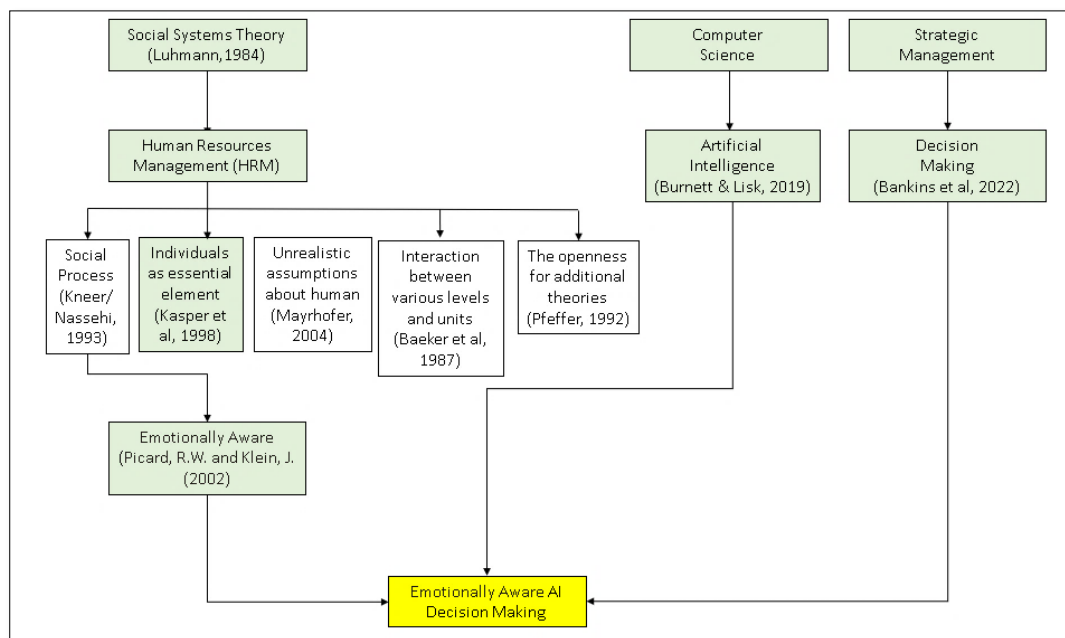 Social Systems Theory
(Luhmann, 1984)
Computer
Science
Strategic
Management
Human Resources
Management (HRM)
Artificial
Intelligence
(Burnett & Lisk, 2019)
Decision
Making
(Bankins et al, 2022)
Social
Process
(Kneer/
Nassehi,
1993)
Individuals
as essential
element
(Kasper et
al, 1998)
Unrealistic
assumptions
about human
(Mayrhofer,
2004)
Interaction
between
various levels
and units
(Baeker et al,
1987)
The openness
for additional
theories
(Pfeffer, 1992)
Emotionally Aware
(Picard, R.W. and Klein, J.
(2002)
Emotionally Aware AI
Decision Making